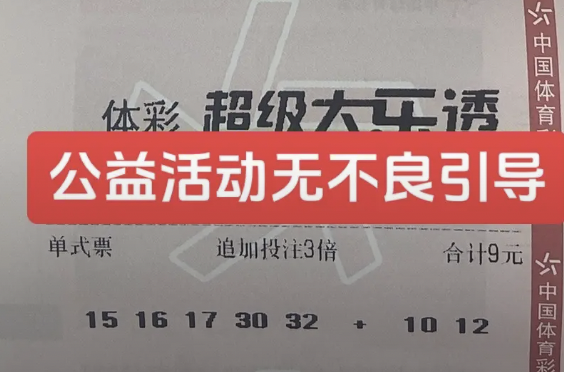 体彩 超级大乐透
公益活动无不良引导
单式票 追加投注3倍 合计9元
15 16 17 30 32 + 10 12
中国体育彩
中国体育彩